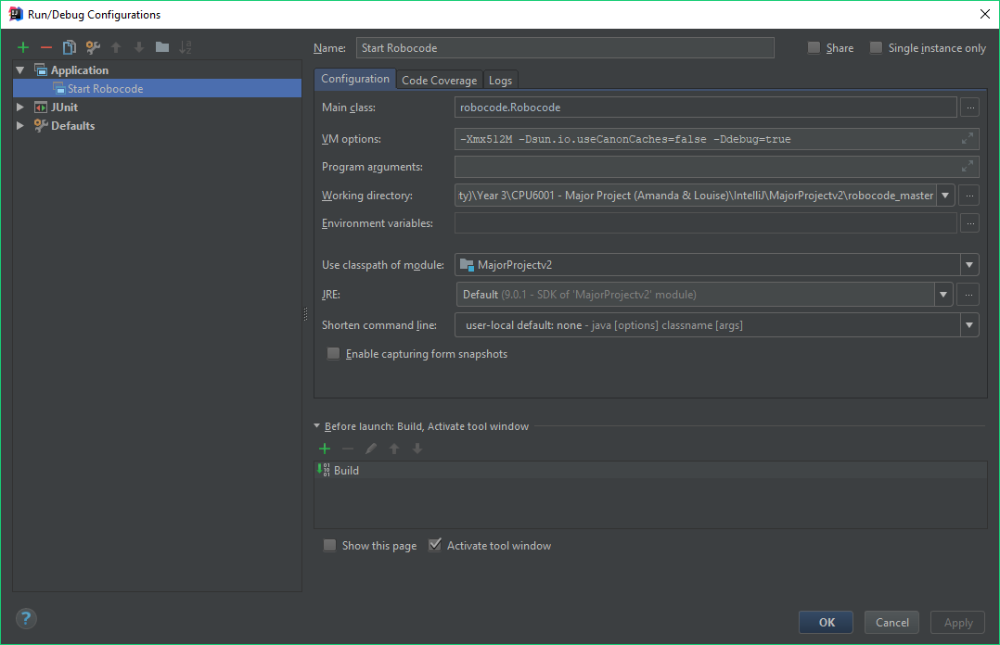 Run/Debug Configurations
Name: Start Robocode Share Single instance only
Application
Start Robocode
JUnit
Defaults
Configuration Code Coverage Logs
Main class: robocode.Robocode ...
VM options: -Xmx512M -Dsun.io.useCanonCaches=false -Ddebug=true
Program arguments:
Working directory: ty)\Year 3\CPU6001 - Major Project (Amanda & Louise)\IntelliJ\MajorProjectv2\robocode_master ...
Environment variables: ...
Use classpath of module: MajorProjectv2
JRE: Default (9.0.1 - SDK of 'MajorProjectv2' module) ...
Shorten command line: user-local default: none - java [options] classname [args]
Enable capturing form snapshots
Before launch: Build, Activate tool window
Build
Show this page Activate tool window
? OK Cancel Apply